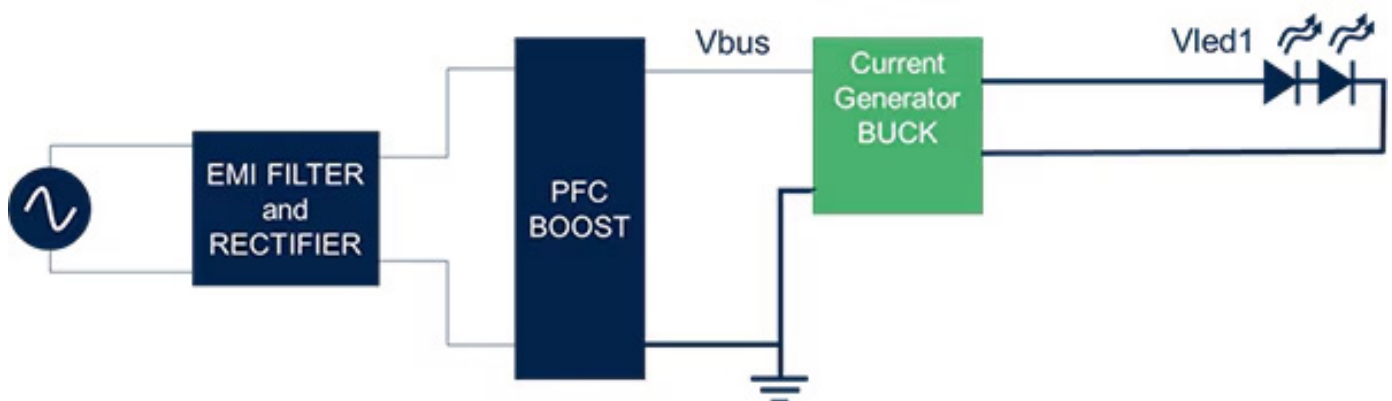 EMI FILTER
and
RECTIFIER
PFC
BOOST
Vbus
Current
Generator
BUCK
Vled1